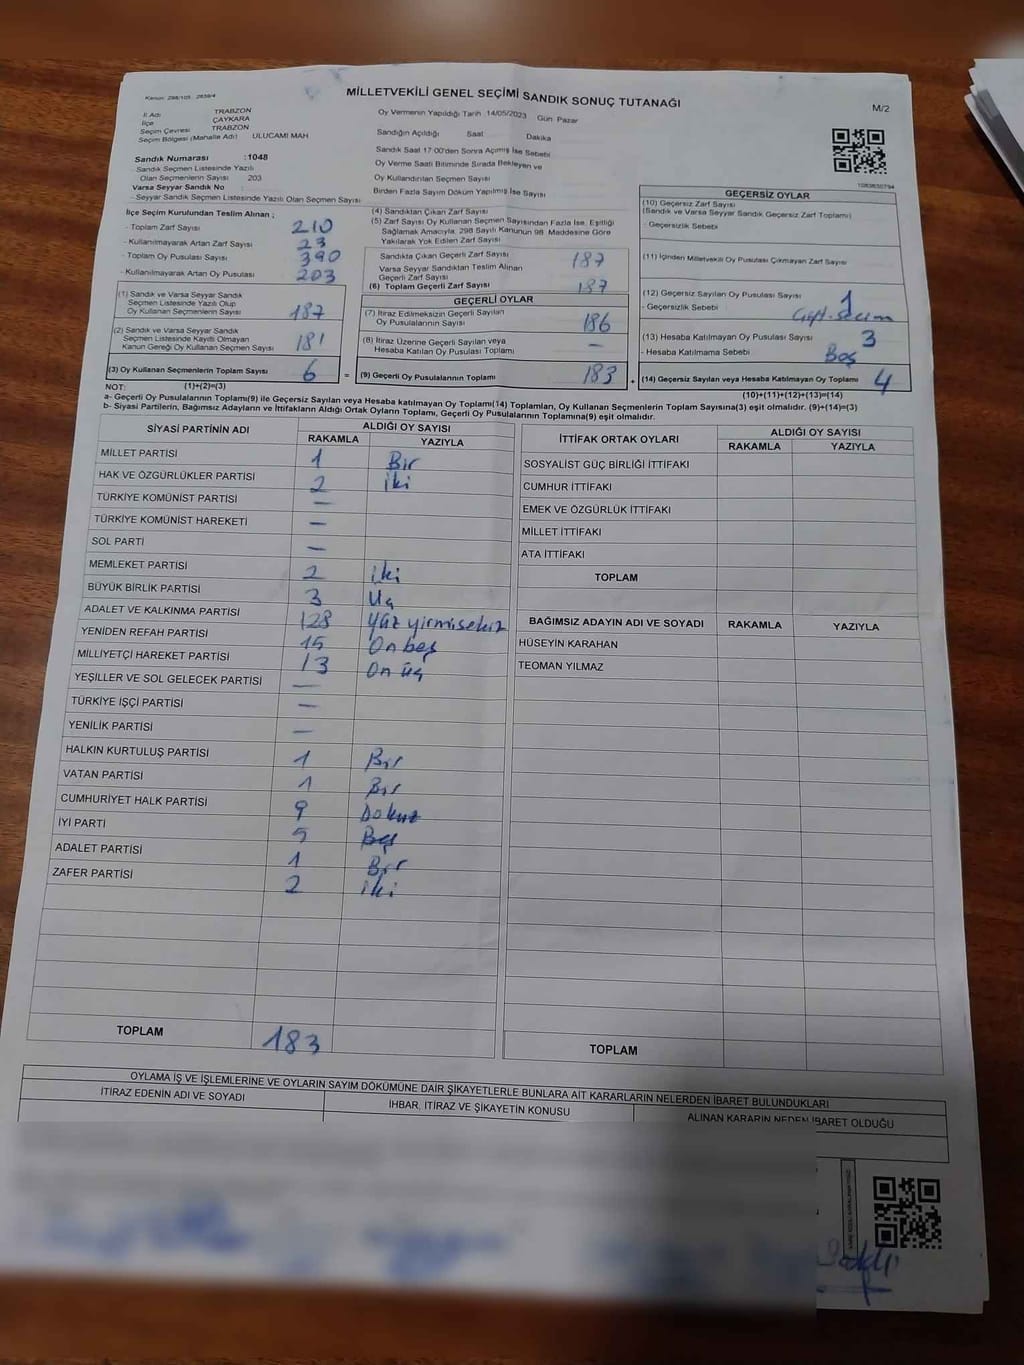 Kanun: 298/105 , 2839/4
MİLLETVEKİLİ GENEL SEÇİMİ SANDIK SONUÇ TUTANAĞI
M/2
İl Adı TRABZON
İlçe ÇAYKARA
Seçim Çevresi TRABZON
Seçim Bölgesi (Mahalle Adı) ULUCAMİ MAH
Sandık Numarası :1048
Sandık Seçmen Listesinde Yazılı
Olan Seçmenlerin Sayısı 203
Varsa Seyyar Sandık No :
- Seyyar Sandık Seçmen Listesinde Yazılı Olan Seçmen Sayısı
Oy Vermenin Yapıldığı Tarih 14/05/2023 Gün Pazar
Sandığın Açıldığı Saat Dakika
Sandık Saat 17:00'den Sonra Açımış İse Sebebi
Oy Verme Saati Bitiminde Sırada Bekleyen ve
Oy Kullandırılan Seçmen Sayısı
Birden Fazla Sayım Döküm Yapılmış İse Sayısı
İlçe Seçim Kurulundan Teslim Alınan ;
- Toplam Zarf Sayısı 210
- Kullanılmayarak Artan Zarf Sayısı 23
- Toplam Oy Pusulası Sayısı 390
- Kullanılmayarak Artan Oy Pusulası 203
(1) Sandık ve Varsa Seyyar Sandık
Seçmen Listesinde Yazılı Olup
Oy Kullanan Seçmenlerin Sayısı 187
(2) Sandık ve Varsa Seyyar Sandık
Seçmen Listesinde Kayıtlı Olmayan
Kanun Gereği Oy Kullanan Seçmen Sayısı 181
(3) Oy Kullanan Seçmenlerin Toplam Sayısı 6 =
(4) Sandıktan Çıkan Zarf Sayısı
(5) Zarf Sayısı Oy Kullanan Seçmen Sayısından Fazla İse, Eşitliği
Sağlamak Amacıyla, 298 Sayılı Kanunun 98. Maddesine Göre
Yakılarak Yok Edilen Zarf Sayısı
Sandıkta Çıkan Geçerli Zarf Sayısı 187
Varsa Seyyar Sandıktan Teslim Alınan
Geçerli Zarf Sayısı
(6) Toplam Geçerli Zarf Sayısı 187
GEÇERLİ OYLAR
(7) İtiraz Edilmeksizin Geçerli Sayılan
Oy Pusulalarının Sayısı 186
(8) İtiraz Üzerine Geçerli Sayılan veya
Hesaba Katılan Oy Pusulası Toplamı –
(9) Geçerli Oy Pusulalarının Toplamı 183 +
GEÇERSİZ OYLAR
(10) Geçersiz Zarf Sayısı
(Sandık ve Varsa Seyyar Sandık Geçersiz Zarf Toplamı)
- Geçersizlik Sebebi
(11) İçinden Milletvekili Oy Pusulası Çıkmayan Zarf Sayısı
(12) Geçersiz Sayılan Oy Pusulası Sayısı 1
- Geçersizlik Sebebi
(13) Hesaba Katılmayan Oy Pusulası Sayısı 3
- Hesaba Katılmama Sebebi Boş
(14) Geçersiz Sayılan veya Hesaba Katılmayan Oy Toplamı 4
NOT: (1)+(2)=(3) (10)+(11)+(12)+(13)=(14)
a- Geçerli Oy Pusulalarının Toplamı(9) ile Geçersiz Sayılan veya Hesaba katılmayan Oy Toplamı(14) Toplamları, Oy Kullanan Seçmenlerin Toplam Sayısına(3) eşit olmalıdır. (9)+(14)=(3)
b- Siyasi Partilerin, Bağımsız Adayların ve İttifakların Aldığı Ortak Oyların Toplamı, Geçerli Oy Pusulalarının Toplamına(9) eşit olmalıdır.
SİYASİ PARTİNİN ADI ALDIĞI OY SAYISI
RAKAMLA YAZIYLA
MİLLET PARTİSİ 1 Bir
HAK VE ÖZGÜRLÜKLER PARTİSİ 2 iki
TÜRKİYE KOMÜNİST PARTİSİ –
TÜRKİYE KOMÜNİST HAREKETİ –
SOL PARTİ –
MEMLEKET PARTİSİ 2 iki
BÜYÜK BİRLİK PARTİSİ 3 Üç
ADALET VE KALKINMA PARTİSİ 128 Yüz yirmisekiz
YENİDEN REFAH PARTİSİ 15 On beş
MİLLİYETÇİ HAREKET PARTİSİ 13 On üç
YEŞİLLER VE SOL GELECEK PARTİSİ –
TÜRKİYE İŞÇİ PARTİSİ –
YENİLİK PARTİSİ –
HALKIN KURTULUŞ PARTİSİ 1 Bir
VATAN PARTİSİ 1 Bir
CUMHURİYET HALK PARTİSİ 9 Dokuz
İYİ PARTİ 5 Beş
ADALET PARTİSİ 1 Bir
ZAFER PARTİSİ 2 iki
TOPLAM 183
İTTİFAK ORTAK OYLARI ALDIĞI OY SAYISI
RAKAMLA YAZIYLA
SOSYALİST GÜÇ BİRLİĞİ İTTİFAKI
CUMHUR İTTİFAKI
EMEK VE ÖZGÜRLÜK İTTİFAKI
MİLLET İTTİFAKI
ATA İTTİFAKI
TOPLAM
BAĞIMSIZ ADAYIN ADI VE SOYADI RAKAMLA YAZIYLA
HÜSEYİN KARAHAN
TEOMAN YILMAZ
TOPLAM
OYLAMA İŞ VE İŞLEMLERİNE VE OYLARIN SAYIM DÖKÜMÜNE DAİR ŞİKAYETLERLE BUNLARA AİT KARARLARIN NELERDEN İBARET BULUNDUKLARI
İTİRAZ EDENİN ADI VE SOYADI İHBAR, İTİRAZ VE ŞİKAYETİN KONUSU ALINAN KARARIN NEDEN İBARET OLDUĞU